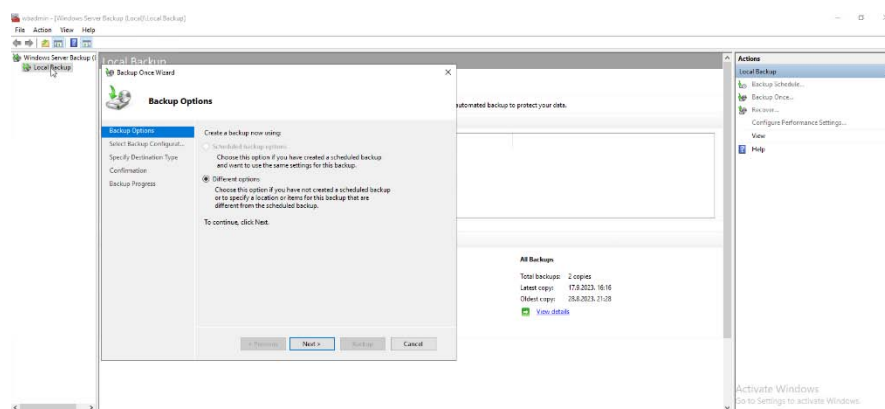 wbadmin - [Windows Server Backup (Local)\Local Backup]
File Action View Help
Windows Server Backup (L
Local Backup
Local Backup
automated backup to protect your data.
Backup Once Wizard
Backup Options
Backup Options
Select Backup Configurat...
Specify Destination Type
Confirmation
Backup Progress
Create a backup now using:
Scheduled backup options
Choose this option if you have created a scheduled backup
and want to use the same settings for this backup.
Different options
Choose this option if you have not created a scheduled backup
or to specify a location or items for this backup that are
different from the scheduled backup.
To continue, click Next.
< Previous Next > Backup Cancel
All Backups
Total backups: 2 copies
Latest copy: 17.9.2023. 16:16
Oldest copy: 28.8.2023. 21:28
View details
Actions
Local Backup
Backup Schedule...
Backup Once...
Recover...
Configure Performance Settings...
View
Help
Activate Windows
Go to Settings to activate Windows.